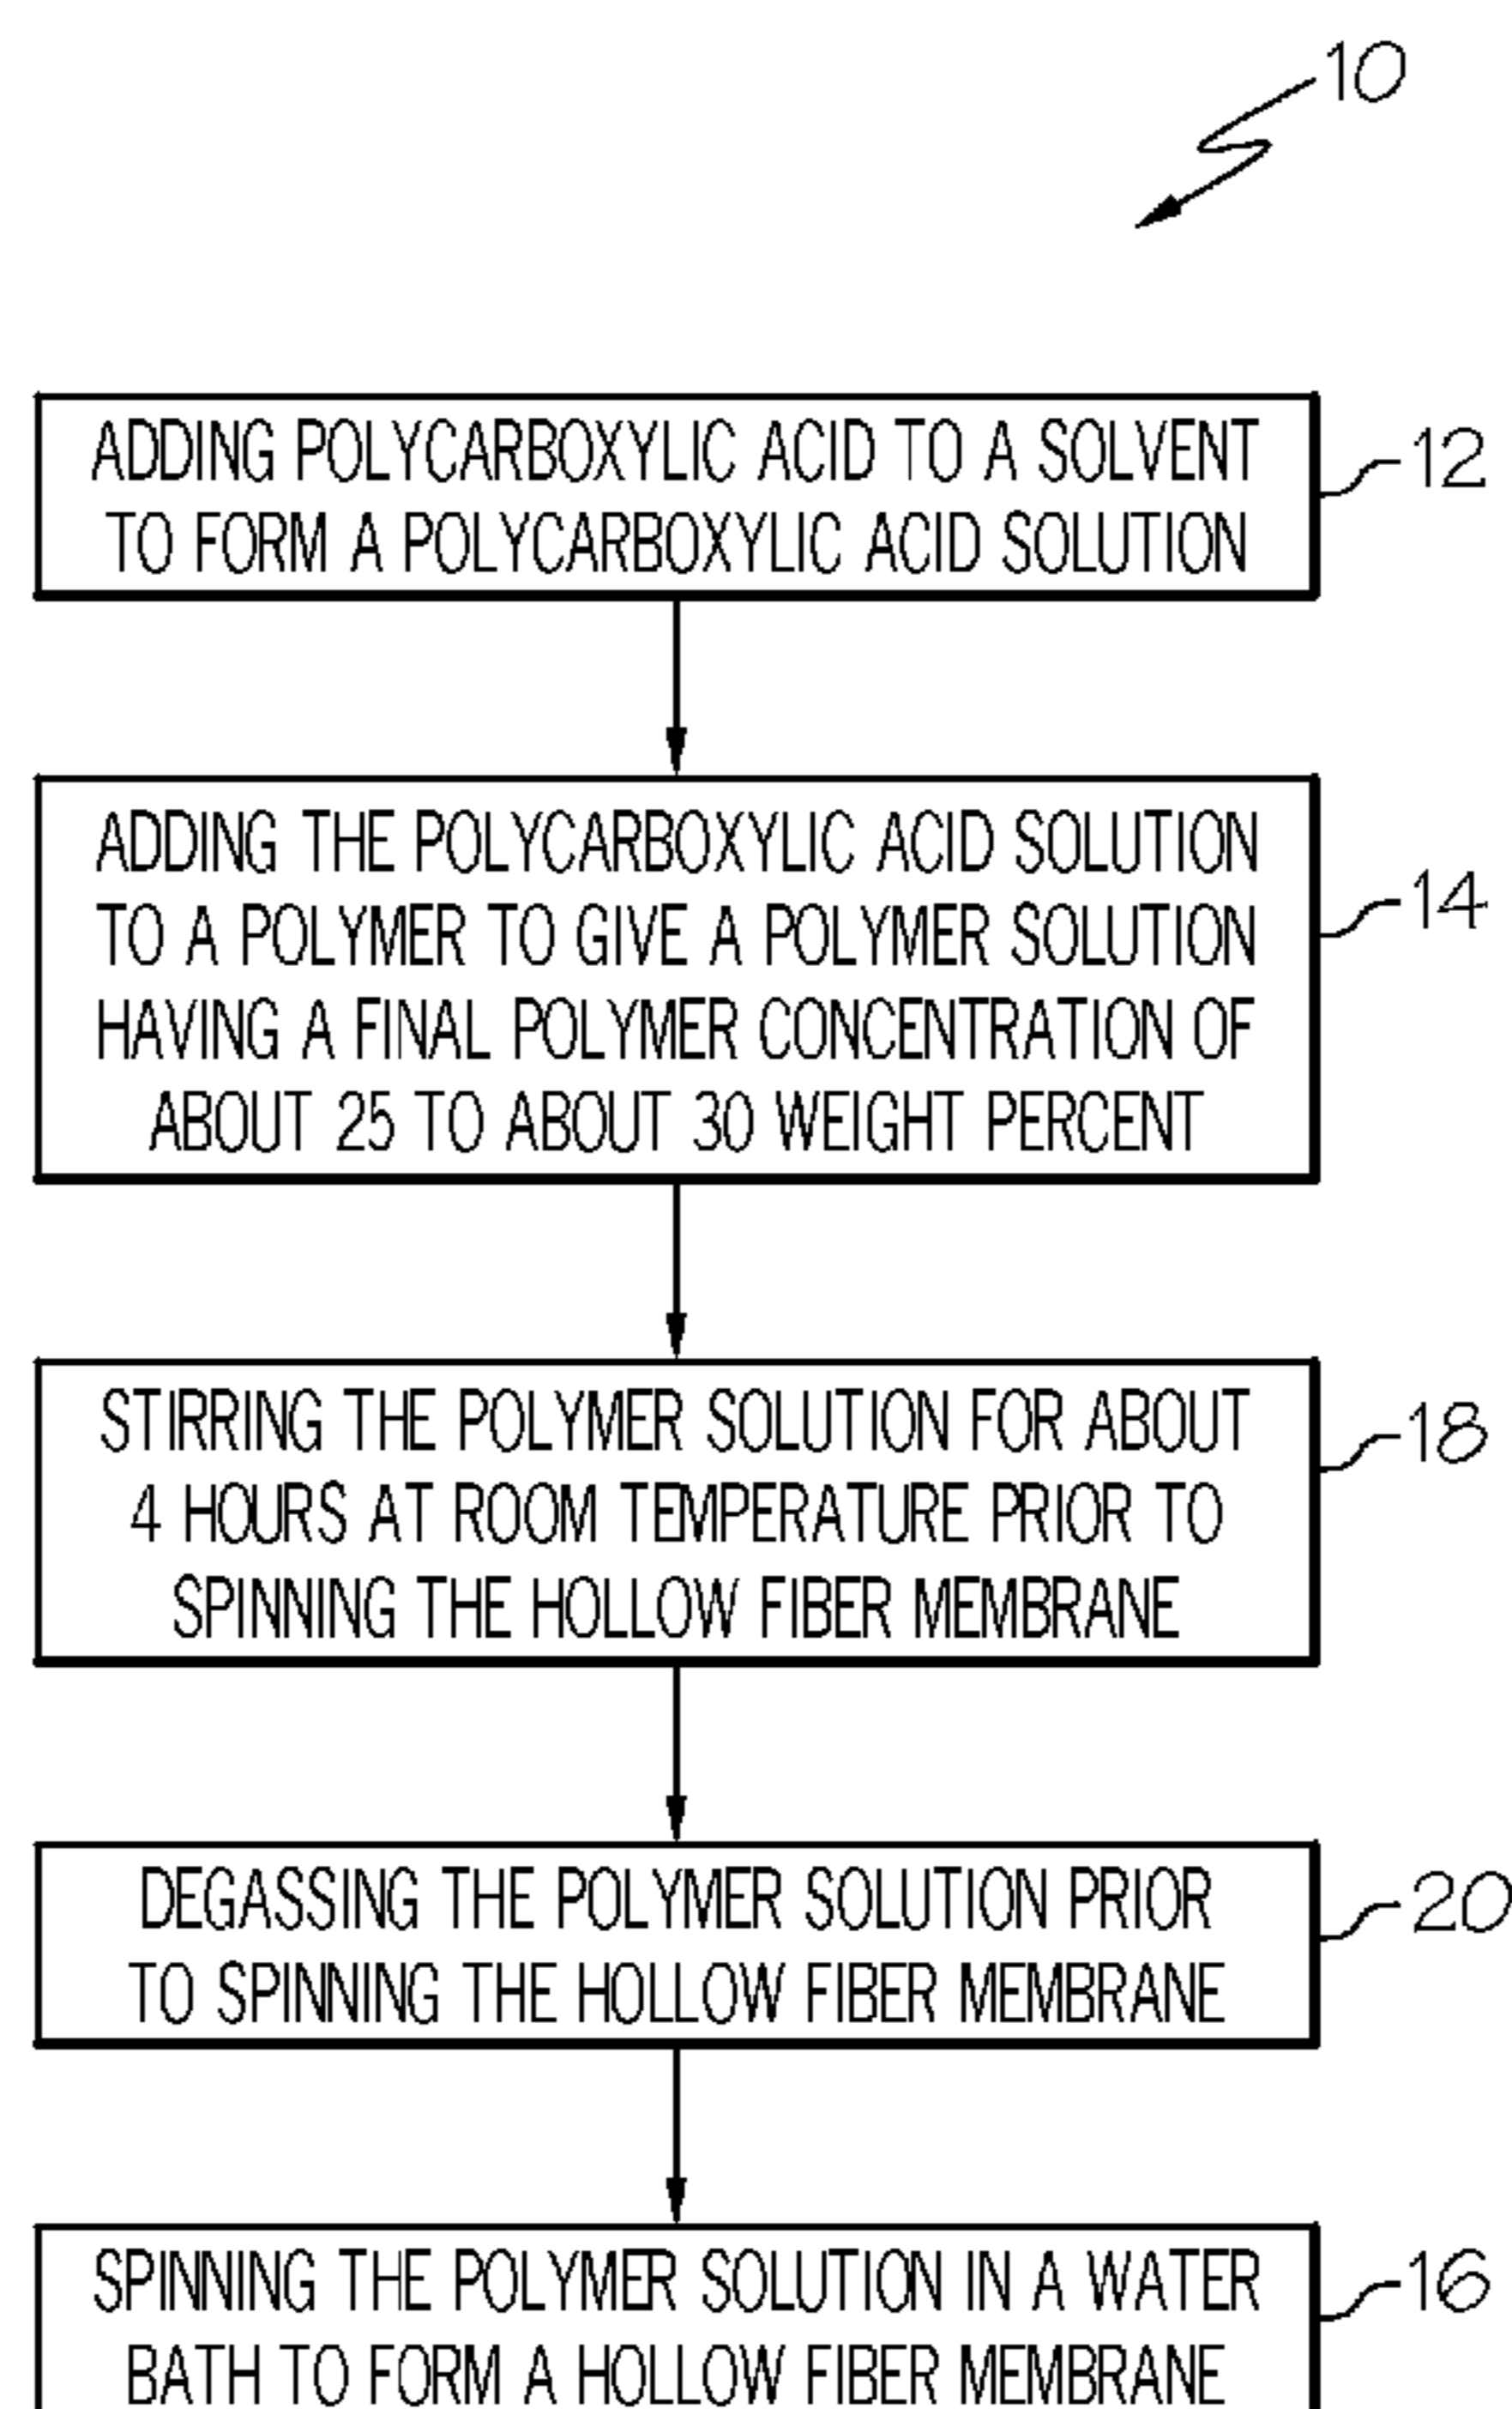 10
ADDING POLYCARBOXYLIC ACID TO A SOLVENT
TO FORM A POLYCARBOXYLIC ACID SOLUTION
12
ADDING THE POLYCARBOXYLIC ACID SOLUTION
TO A POLYMER TO GIVE A POLYMER SOLUTION
HAVING A FINAL POLYMER CONCENTRATION OF
ABOUT 25 TO ABOUT 30 WEIGHT PERCENT
14
STIRRING THE POLYMER SOLUTION FOR ABOUT
4 HOURS AT ROOM TEMPERATURE PRIOR TO
SPINNING THE HOLLOW FIBER MEMBRANE
18
DEGASSING THE POLYMER SOLUTION PRIOR
TO SPINNING THE HOLLOW FIBER MEMBRANE
20
SPINNING THE POLYMER SOLUTION IN A WATER
BATH TO FORM A HOLLOW FIBER MEMBRANE
16